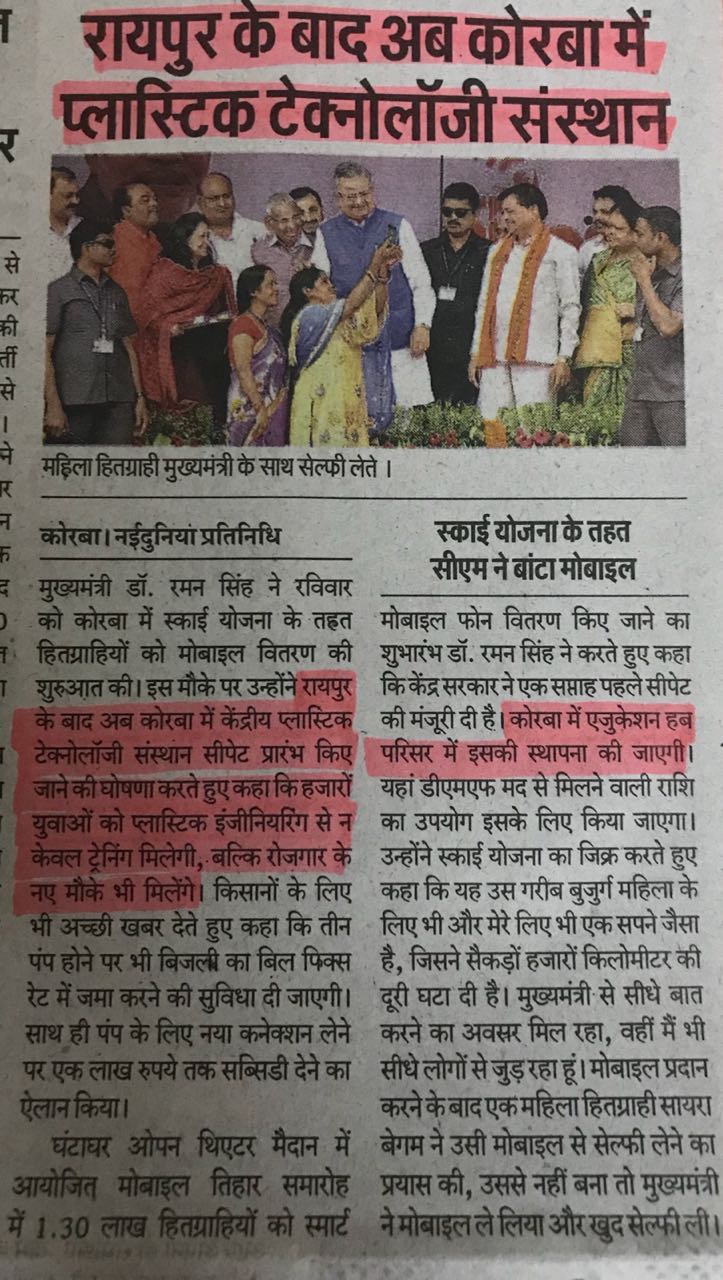 रायपुर के बाद अब कोरबा में
प्लास्टिक टेक्नोलॉजी संस्थान
महिला हितग्राही मुख्यमंत्री के साथ सेल्फी लेते ।
कोरबा। नईदुनिया प्रतिनिधि
मुख्यमंत्री डॉ. रमन सिंह ने रविवार
को कोरबा में स्काई योजना के तहत
हितग्राहियों को मोबाइल वितरण की
शुरुआत की। इस मौके पर उन्होंने रायपुर
के बाद अब कोरबा में केंद्रीय प्लास्टिक
टेक्नोलॉजी संस्थान सीपेट प्रारंभ किए
जाने की घोषणा करते हुए कहा कि हजारों
युवाओं को प्लास्टिक इंजीनियरिंग से न
केवल ट्रेनिंग मिलेगी, बल्कि रोजगार के
नए मौके भी मिलेंगे। किसानों के लिए
भी अच्छी खबर देते हुए कहा कि तीन
पंप होने पर भी बिजली का बिल फिक्स
रेट में जमा करने की सुविधा दी जाएगी।
साथ ही पंप के लिए नया कनेक्शन लेने
पर एक लाख रुपये तक सब्सिडी देने का
ऐलान किया।
घंटाघर ओपन थिएटर मैदान में
आयोजित मोबाइल तिहार समारोह
में 1.30 लाख हितग्राहियों को स्मार्ट
स्काई योजना के तहत
सीएम ने बांटा मोबाइल
मोबाइल फोन वितरण किए जाने का
शुभारंभ डॉ. रमन सिंह ने करते हुए कहा
कि केंद्र सरकार ने एक सप्ताह पहले सीपेट
की मंजूरी दी है। कोरबा में एजुकेशन हब
परिसर में इसकी स्थापना की जाएगी।
यहां डीएमएफ मद से मिलने वाली राशि
का उपयोग इसके लिए किया जाएगा।
उन्होंने स्काई योजना का जिक्र करते हुए
कहा कि यह उस गरीब बुजुर्ग महिला के
लिए भी और मेरे लिए भी एक सपने जैसा
है, जिसने सैकड़ों हजारों किलोमीटर की
दूरी घटा दी है। मुख्यमंत्री से सीधे बात
करने का अवसर मिल रहा, वहीं मैं भी
सीधे लोगों से जुड़ रहा हूं। मोबाइल प्रदान
करने के बाद एक महिला हितग्राही सायरा
बेगम ने उसी मोबाइल से सेल्फी लेने का
प्रयास की, उससे नहीं बना तो मुख्यमंत्री
ने मोबाइल ले लिया और खुद सेल्फी ली।